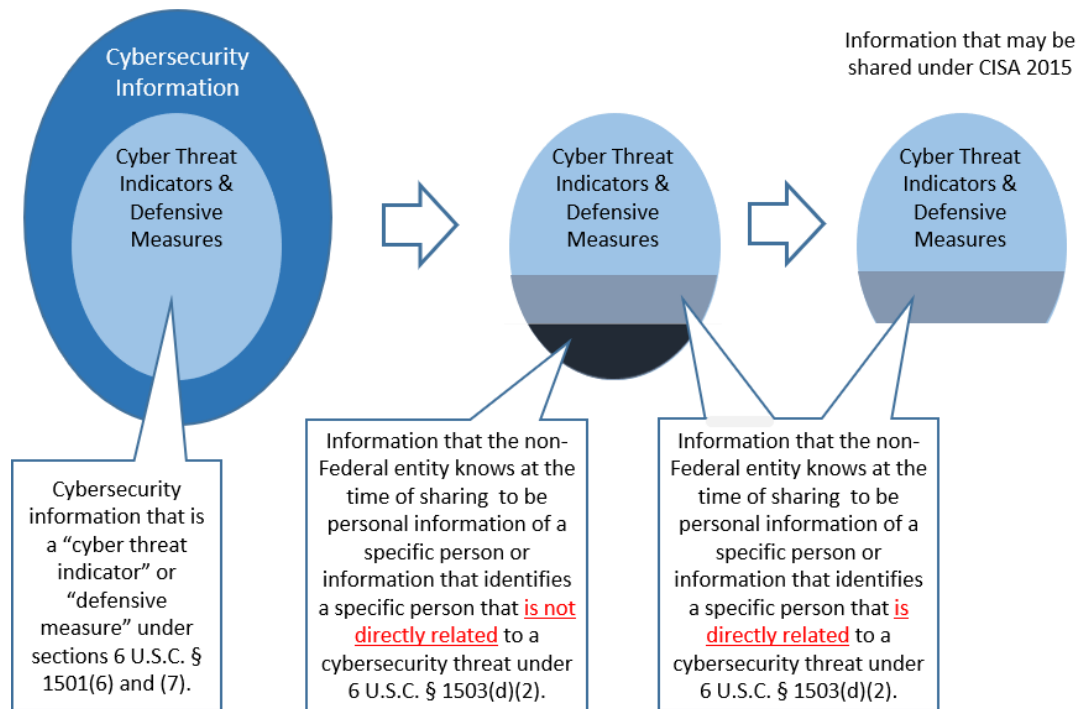 Cybersecurity
Information
Cyber Threat
Indicators &
Defensive
Measures
Cyber Threat
Indicators &
Defensive
Measures
Information that may be
shared under CISA 2015
Cyber Threat
Indicators &
Defensive
Measures
Cybersecurity
information that is
a “cyber threat
indicator” or
“defensive
measure” under
sections 6 U.S.C. §
1501(6) and (7).
Information that the non-
Federal entity knows at the
time of sharing to be
personal information of a
specific person or
information that identifies
a specific person that is not
directly related to a
cybersecurity threat under
6 U.S.C. § 1503(d)(2).
Information that the non-
Federal entity knows at the
time of sharing to be
personal information of a
specific person or
information that identifies
a specific person that is
directly related to a
cybersecurity threat under
6 U.S.C. § 1503(d)(2).